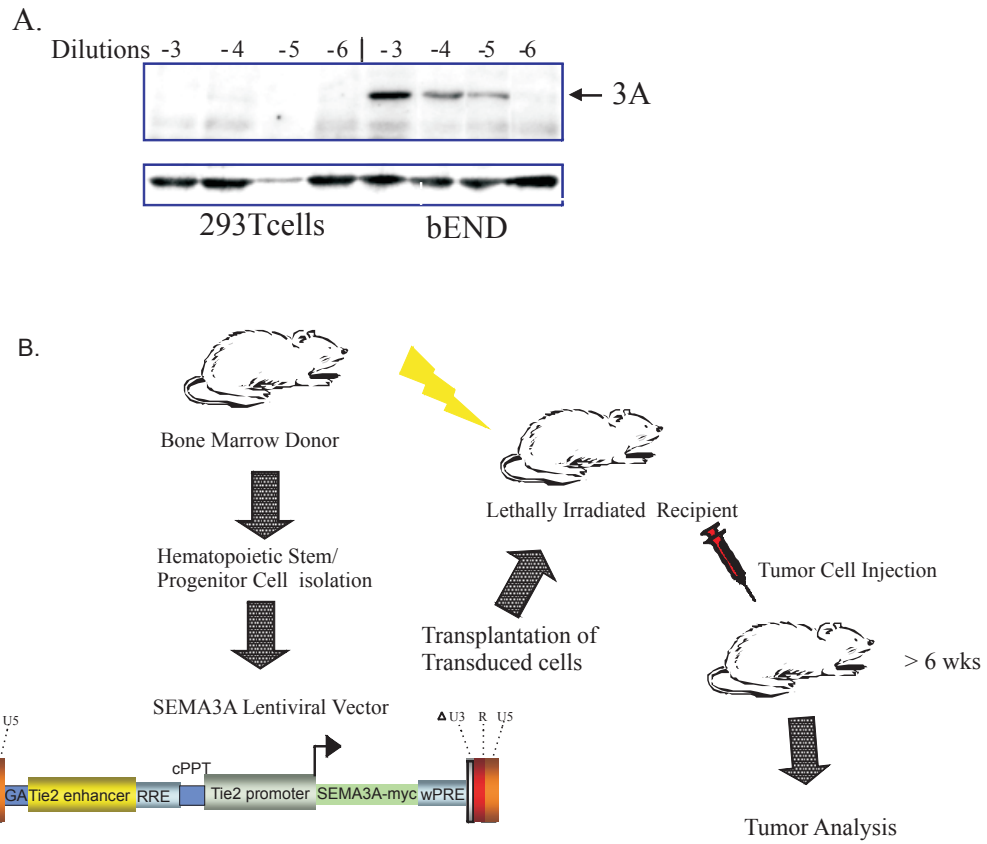 A.
Dilutions -3 -4 -5 -6 | -3 -4 -5 -6
3A
293Tcells bEND
B.
Bone Marrow Donor
Lethally Irradiated Recipient
Hematopoietic Stem/
Progenitor Cell isolation
Tumor Cell Injection
Transplantation of
Transduced cells
> 6 wks
SEMA3A Lentiviral Vector
U5 Δ U3 R U5
cPPT
GA Tie2 enhancer RRE Tie2 promoter SEMA3A-myc wPRE
Tumor Analysis